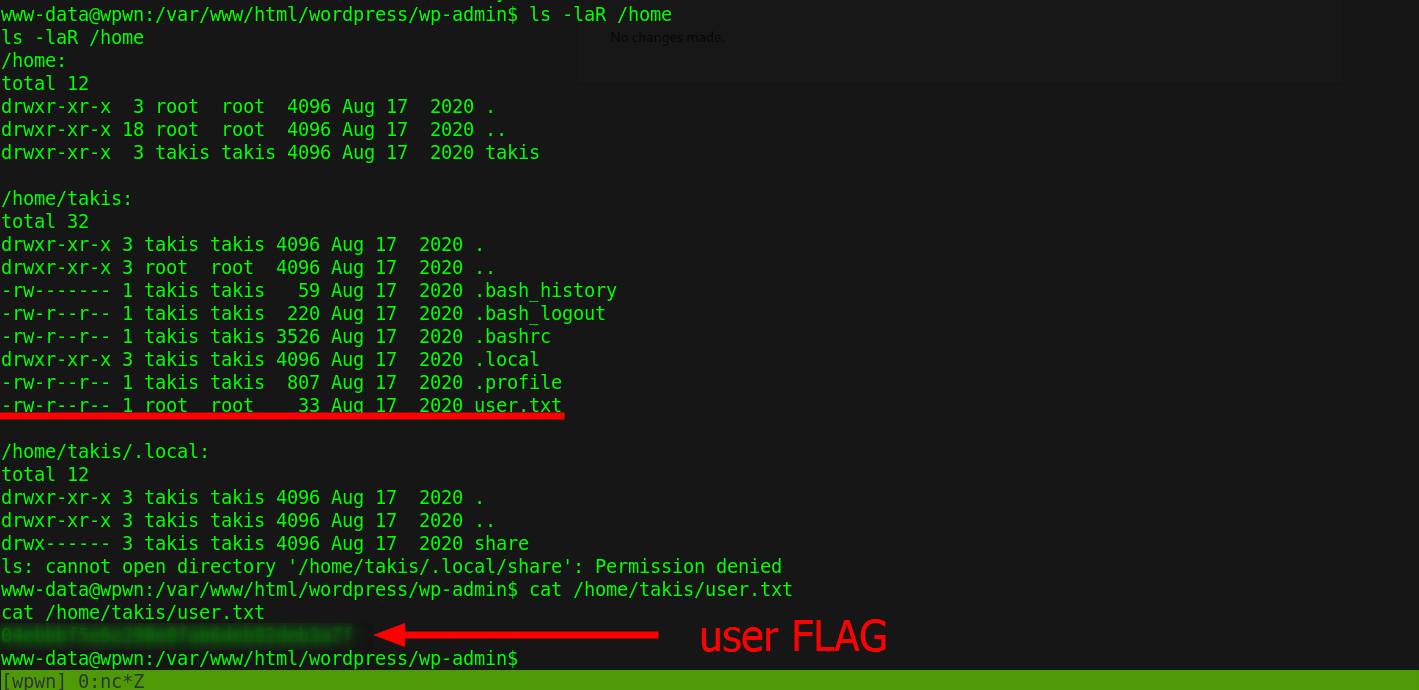 www-data@wpwn:/var/www/html/wordpress/wp-admin$ ls -laR /home
ls -laR /home
No changes made.
/home:
total 12
drwxr-xr-x  3 root  root  4096 Aug 17  2020 .
drwxr-xr-x 18 root  root  4096 Aug 17  2020 ..
drwxr-xr-x  3 takis takis 4096 Aug 17  2020 takis

/home/takis:
total 32
drwxr-xr-x 3 takis takis 4096 Aug 17  2020 .
drwxr-xr-x 3 root  root  4096 Aug 17  2020 ..
-rw------- 1 takis takis   59 Aug 17  2020 .bash_history
-rw-r--r-- 1 takis takis  220 Aug 17  2020 .bash_logout
-rw-r--r-- 1 takis takis 3526 Aug 17  2020 .bashrc
drwxr-xr-x 3 takis takis 4096 Aug 17  2020 .local
-rw-r--r-- 1 takis takis  807 Aug 17  2020 .profile
-rw-r--r-- 1 root  root    33 Aug 17  2020 user.txt

/home/takis/.local:
total 12
drwxr-xr-x 3 takis takis 4096 Aug 17  2020 .
drwxr-xr-x 3 takis takis 4096 Aug 17  2020 ..
drwx------ 3 takis takis 4096 Aug 17  2020 share
ls: cannot open directory '/home/takis/.local/share': Permission denied
www-data@wpwn:/var/www/html/wordpress/wp-admin$ cat /home/takis/user.txt
cat /home/takis/user.txt
user FLAG
www-data@wpwn:/var/www/html/wordpress/wp-admin$
[wpwn] 0:nc*Z